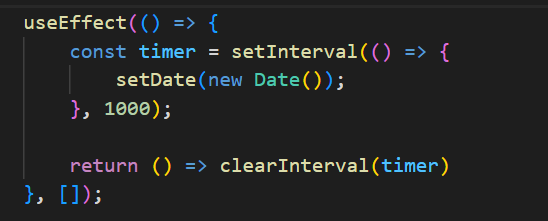 useEffect(() => {
    const timer = setInterval(() => {
        setDate(new Date());
    }, 1000);

    return () => clearInterval(timer)
}, []);